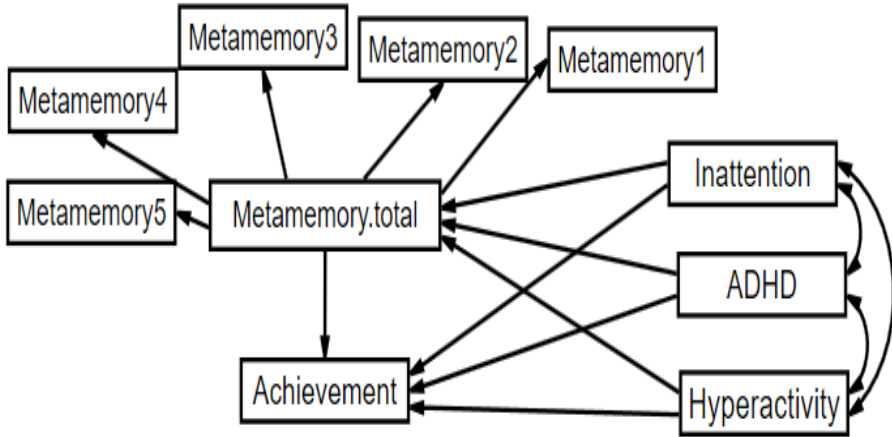 Metamemory3
Metamemory2
Metamemory1
Metamemory4
Inattention
Metamemory5
Metamemory.total
ADHD
Achievement
Hyperactivity